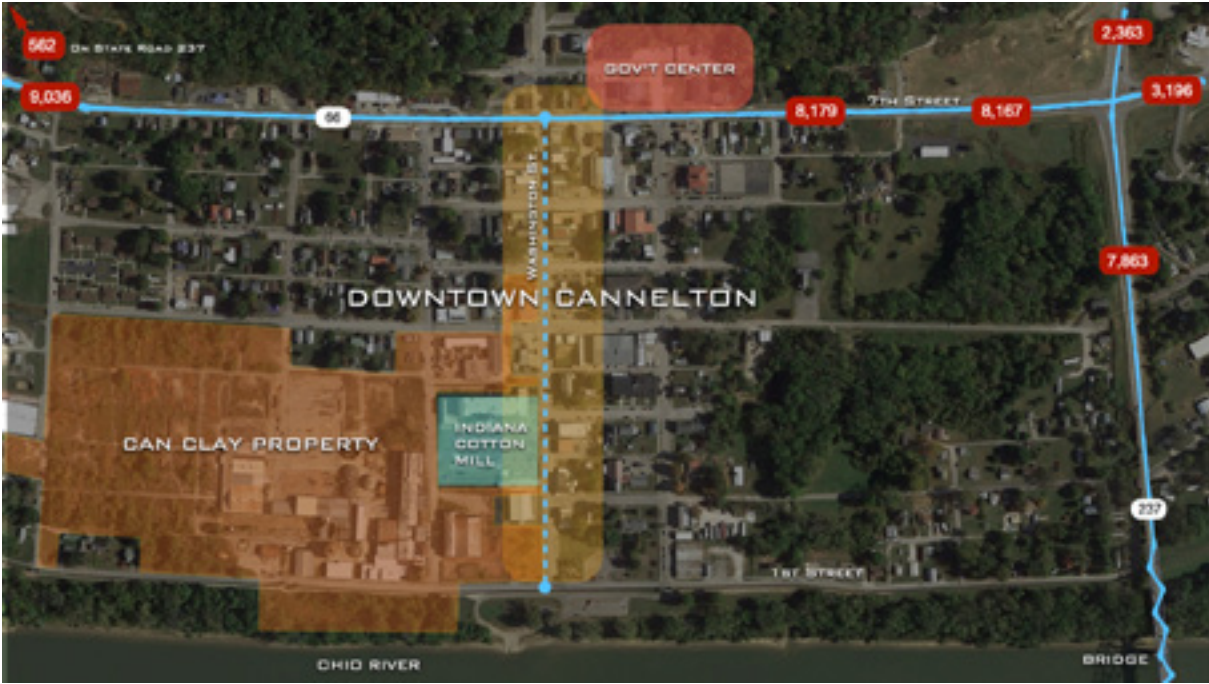 2,363
562 ON STATE ROAD 237
GOV'T CENTER
9,036
3,196
7TH STREET
8,179
8,167
66
WASHINGTON ST
7,863
DOWNTOWN CANNELTON
CAN CLAY PROPERTY
INDIANA
COTTON
MILL
237
1ST STREET
OHIO RIVER
BRIDGE